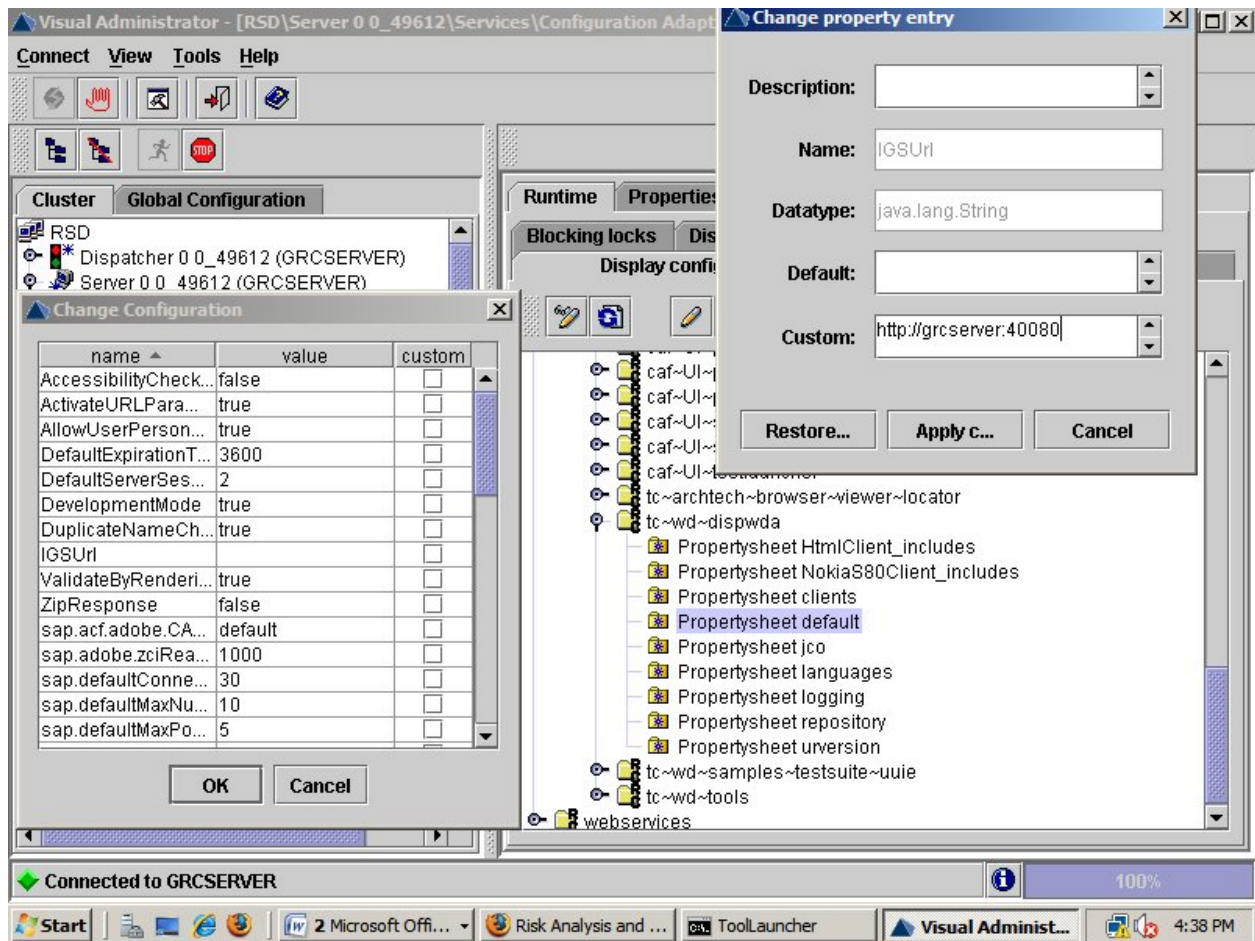 Visual Administrator - [RSD\Server 0 0_49612\Services\Configuration Adapt
Connect View Tools Help
STOP
Cluster Global Configuration
RSD
Dispatcher 0 0_49612 (GRCSERVER)
Server 0 0_49612 (GRCSERVER)
Change Configuration
name value custom
AccessibilityCheck... false
ActivateURLPara... true
AllowUserPerson... true
DefaultExpirationT... 3600
DefaultServerSes... 2
DevelopmentMode true
DuplicateNameCh... true
IGSUrl
ValidateByRenderi... true
ZipResponse false
sap.acf.adobe.CA... default
sap.adobe.zciRea... 1000
sap.defaultConne... 30
sap.defaultMaxNu... 10
sap.defaultMaxPo... 5
OK Cancel
Runtime Properties
Blocking locks Dis
Display confi
caf~UI~
caf~UI~
caf~UI~
caf~UI~
tc~archtech~browser~viewer~locator
tc~wd~dispwda
Propertysheet HtmlClient_includes
Propertysheet NokiaS80Client_includes
Propertysheet clients
Propertysheet default
Propertysheet jco
Propertysheet languages
Propertysheet logging
Propertysheet repository
Propertysheet urversion
tc~wd~samples~testsuite~uuie
tc~wd~tools
webservices
Change property entry
Description:
Name: IGSUrl
Datatype: java.lang.String
Default:
Custom: http://grcserver:40080
Restore... Apply c... Cancel
Connected to GRCSERVER 100%
Start 2 Microsoft Offi... Risk Analysis and ... ToolLauncher Visual Administ... 4:38 PM